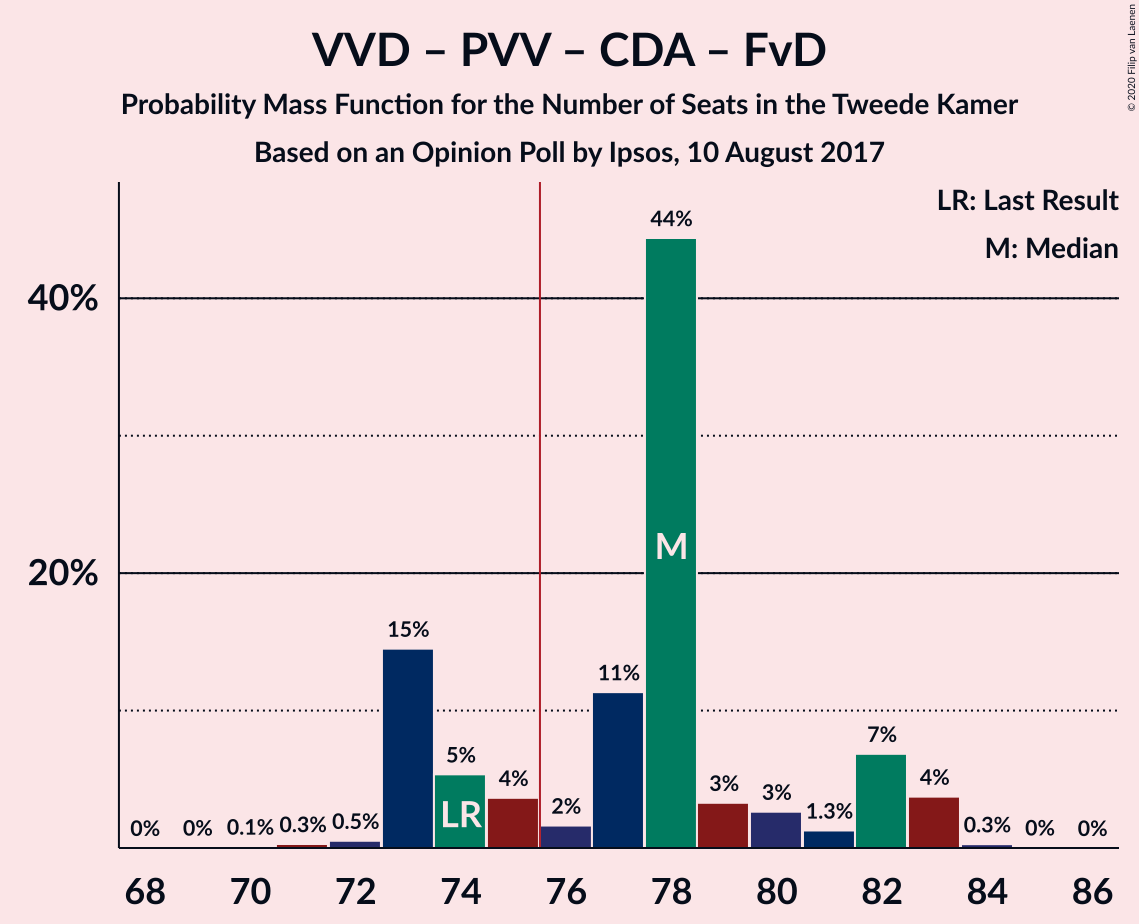 VVD – PVV – CDA – FvD
Probability Mass Function for the Number of Seats in the Tweede Kamer
Based on an Opinion Poll by Ipsos, 10 August 2017
© 2020 Filip van Laenen
LR: Last Result
M: Median
40%
20%
0%
0%
0.1%
0.3%
0.5%
15%
5%
4%
2%
11%
44%
3%
3%
1.3%
7%
4%
0.3%
0%
0%
LR
M
68 70 72 74 76 78 80 82 84 86